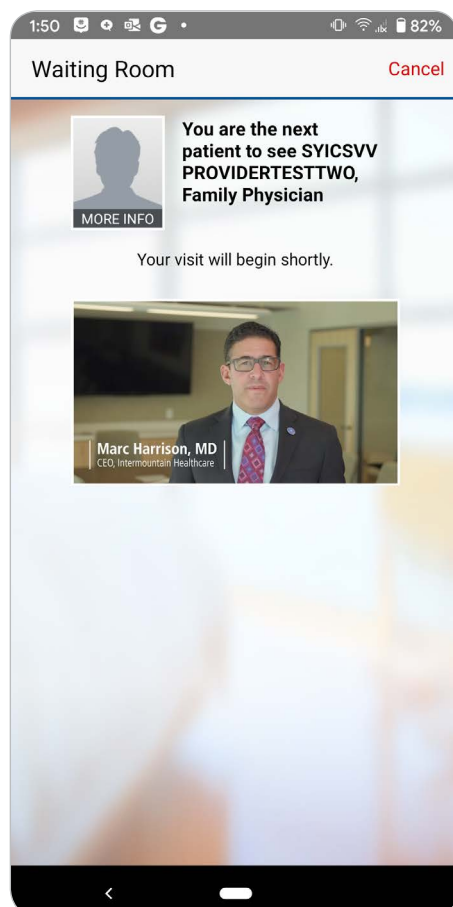 1:50 G 82%
Waiting Room Cancel
You are the next
patient to see SYICSVV
PROVIDERTESTTWO,
Family Physician
MORE INFO
Your visit will begin shortly.
Marc Harrison, MD
CEO, Intermountain Healthcare